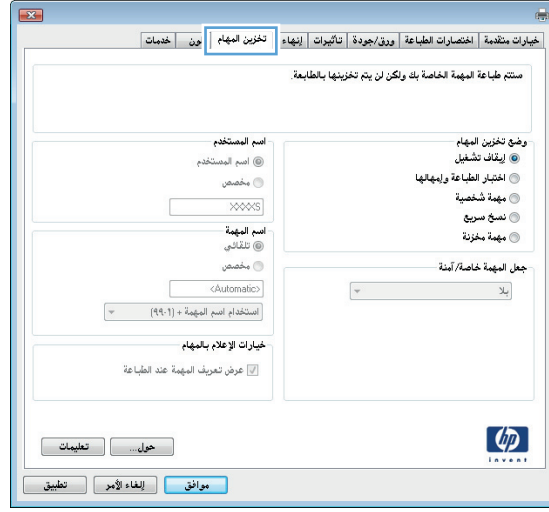 خيارات متقدمة اختصارات الطباعة ورق/جودة تأثيرات إنهاء تخزين المهام ون خدمات
ستتم طباعة المهمة الخاصة بك ولكن لن يتم تخزينها بالطابعة.
وضع تخزين المهام
إيقاف تشغيل
اختبار الطباعة وإمهالها
مهمة شخصية
نسخ سريع
مهمة مخزنة
جعل المهمة خاصة/آمنة
بلا
اسم المستخدم
اسم المستخدم
مخصص
XXXXS
اسم المهمة
تلقائي
مخصص
<Automatic>
استخدام اسم المهمة + (١-٩٩)
خيارات الإعلام بالمهام
عرض تعريف المهمة عند الطباعة
hp
invent
حول...
تعليمات
موافق
إلغاء الأمر
تطبيق